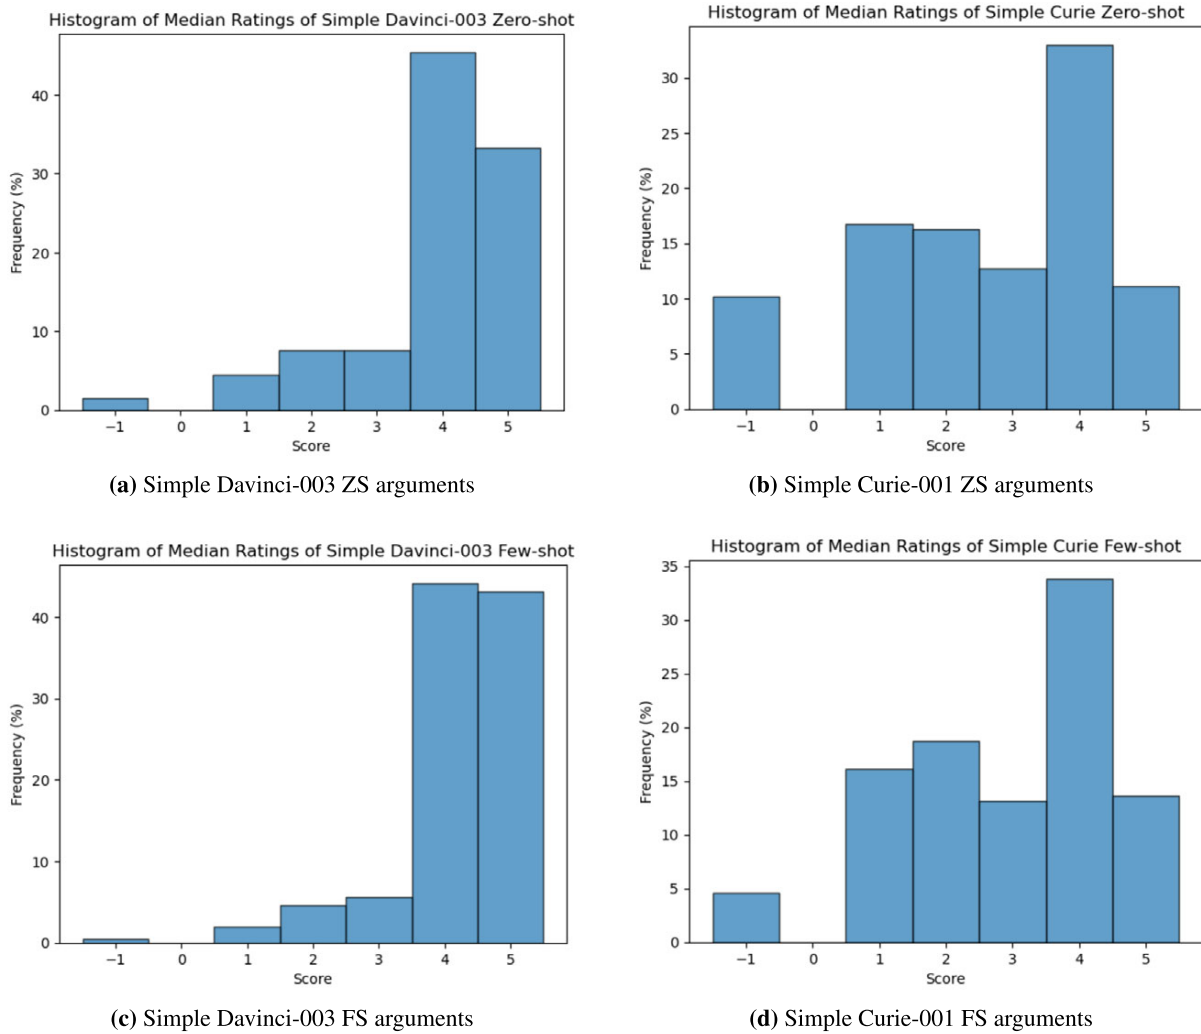 Histogram of Median Ratings of Simple Davinci-003 Zero-shot
Frequency (%)
40
30
20
10
0
−1 0 1 2 3 4 5
Score
(a) Simple Davinci-003 ZS arguments
Histogram of Median Ratings of Simple Curie Zero-shot
Frequency (%)
30
25
20
15
10
5
0
−1 0 1 2 3 4 5
Score
(b) Simple Curie-001 ZS arguments
Histogram of Median Ratings of Simple Davinci-003 Few-shot
Frequency (%)
40
30
20
10
0
−1 0 1 2 3 4 5
Score
(c) Simple Davinci-003 FS arguments
Histogram of Median Ratings of Simple Curie Few-shot
Frequency (%)
35
30
25
20
15
10
5
0
−1 0 1 2 3 4 5
Score
(d) Simple Curie-001 FS arguments